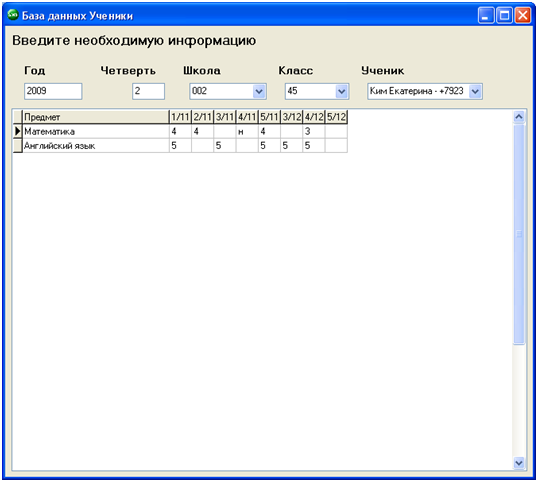 База данных Ученики
Введите необходимую информацию
Год Четверть Школа Класс Ученик
2009 2 002 45 Ким Екатерина - +7923
Предмет 1/11 2/11 3/11 4/11 5/11 3/12 4/12 5/12
Математика 4 4 н 4 3
Английский язык 5 5 5 5 5